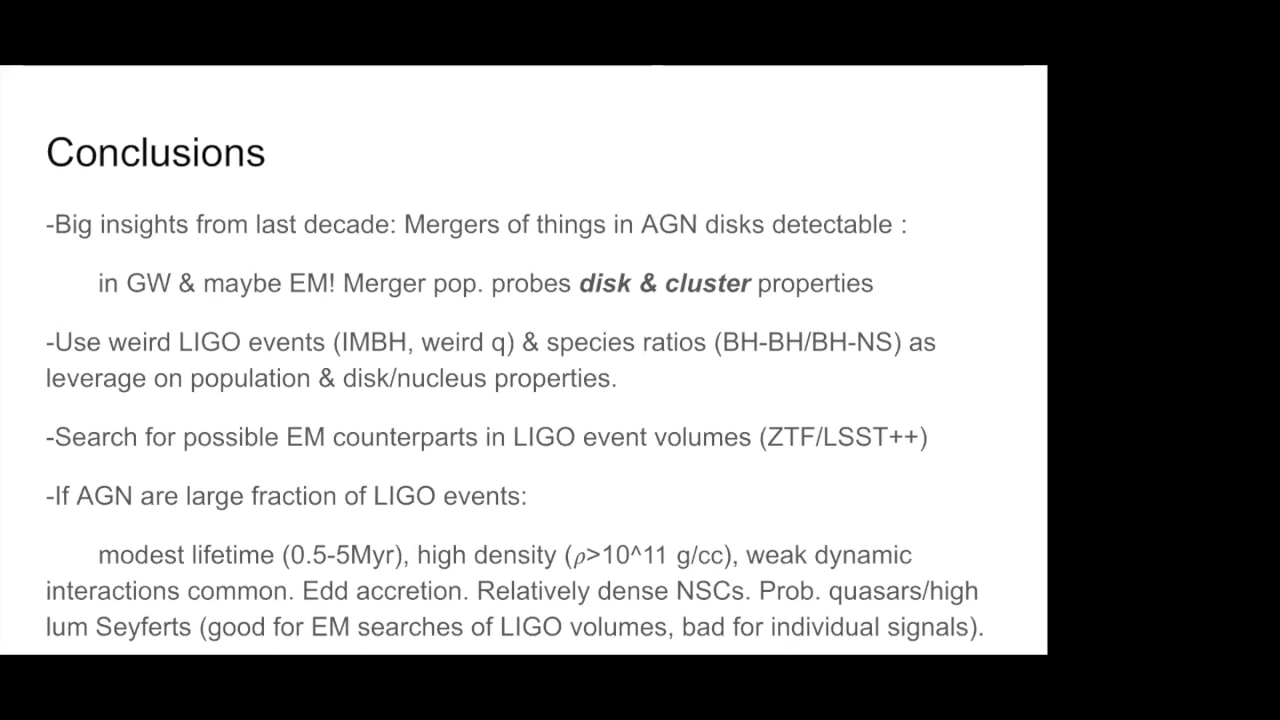 Conclusions
-Big insights from last decade: Mergers of things in AGN disks detectable :
in GW & maybe EM! Merger pop. probes disk & cluster properties
-Use weird LIGO events (IMBH, weird q) & species ratios (BH-BH/BH-NS) as
leverage on population & disk/nucleus properties.
-Search for possible EM counterparts in LIGO event volumes (ZTF/LSST++)
-If AGN are large fraction of LIGO events:
modest lifetime (0.5-5Myr), high density (ρ>10^11 g/cc), weak dynamic
interactions common. Edd accretion. Relatively dense NSCs. Prob. quasars/high
lum Seyferts (good for EM searches of LIGO volumes, bad for individual signals).